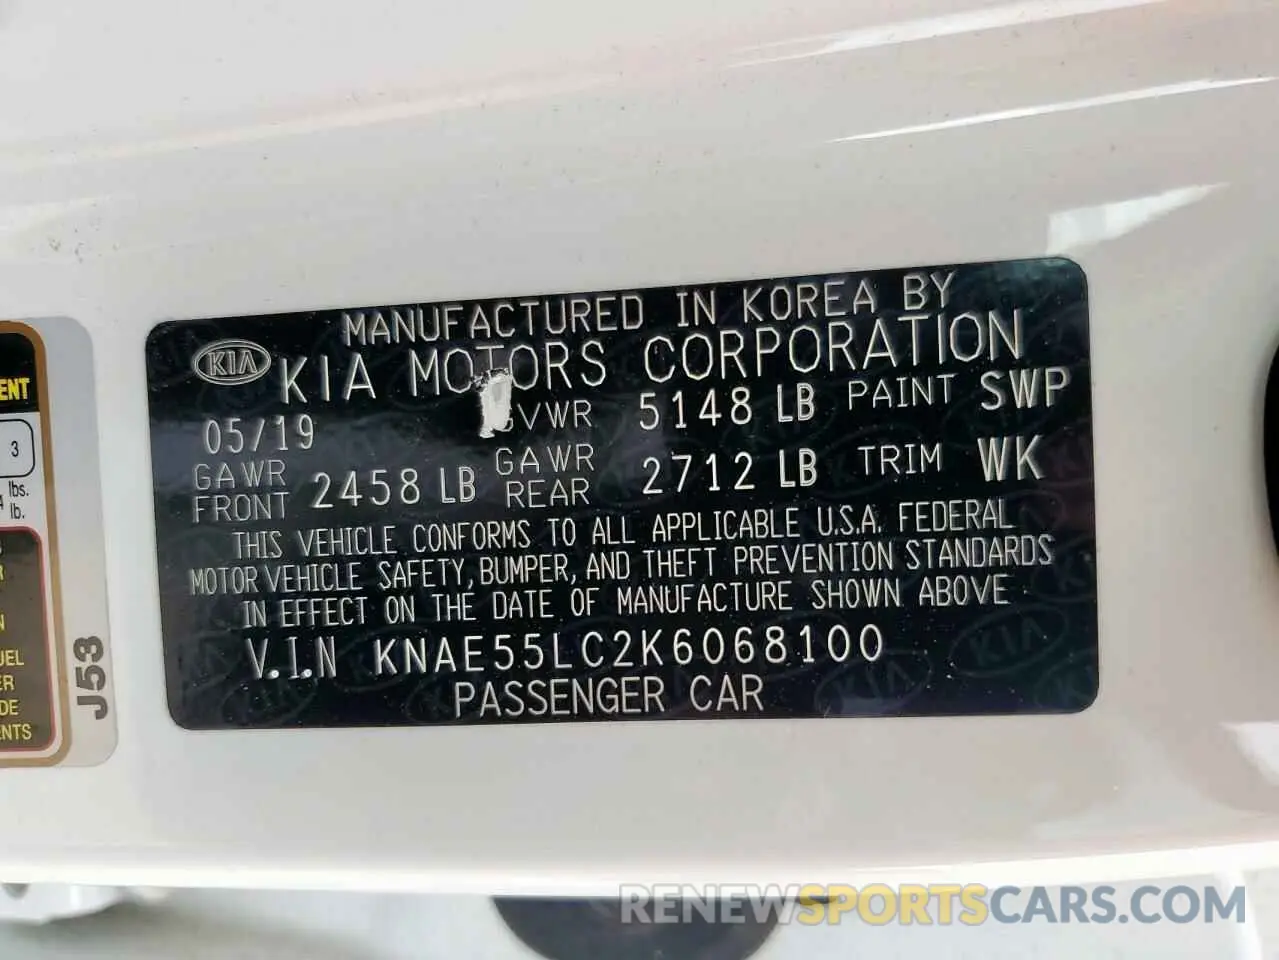 MANUFACTURED IN KOREA BY
KIA KIA MOTORS CORPORATION
05/19 GVWR 5148 LB PAINT SWP
GAWR FRONT 2458 LB GAWR REAR 2712 LB TRIM WK
THIS VEHICLE CONFORMS TO ALL APPLICABLE U.S.A. FEDERAL
MOTOR VEHICLE SAFETY, BUMPER, AND THEFT PREVENTION STANDARDS
IN EFFECT ON THE DATE OF MANUFACTURE SHOWN ABOVE
V.I.N KNAE55LC2K6068100
PASSENGER CAR
3
lbs.
lb.
J53
RENEWSPORTSCARS.COM